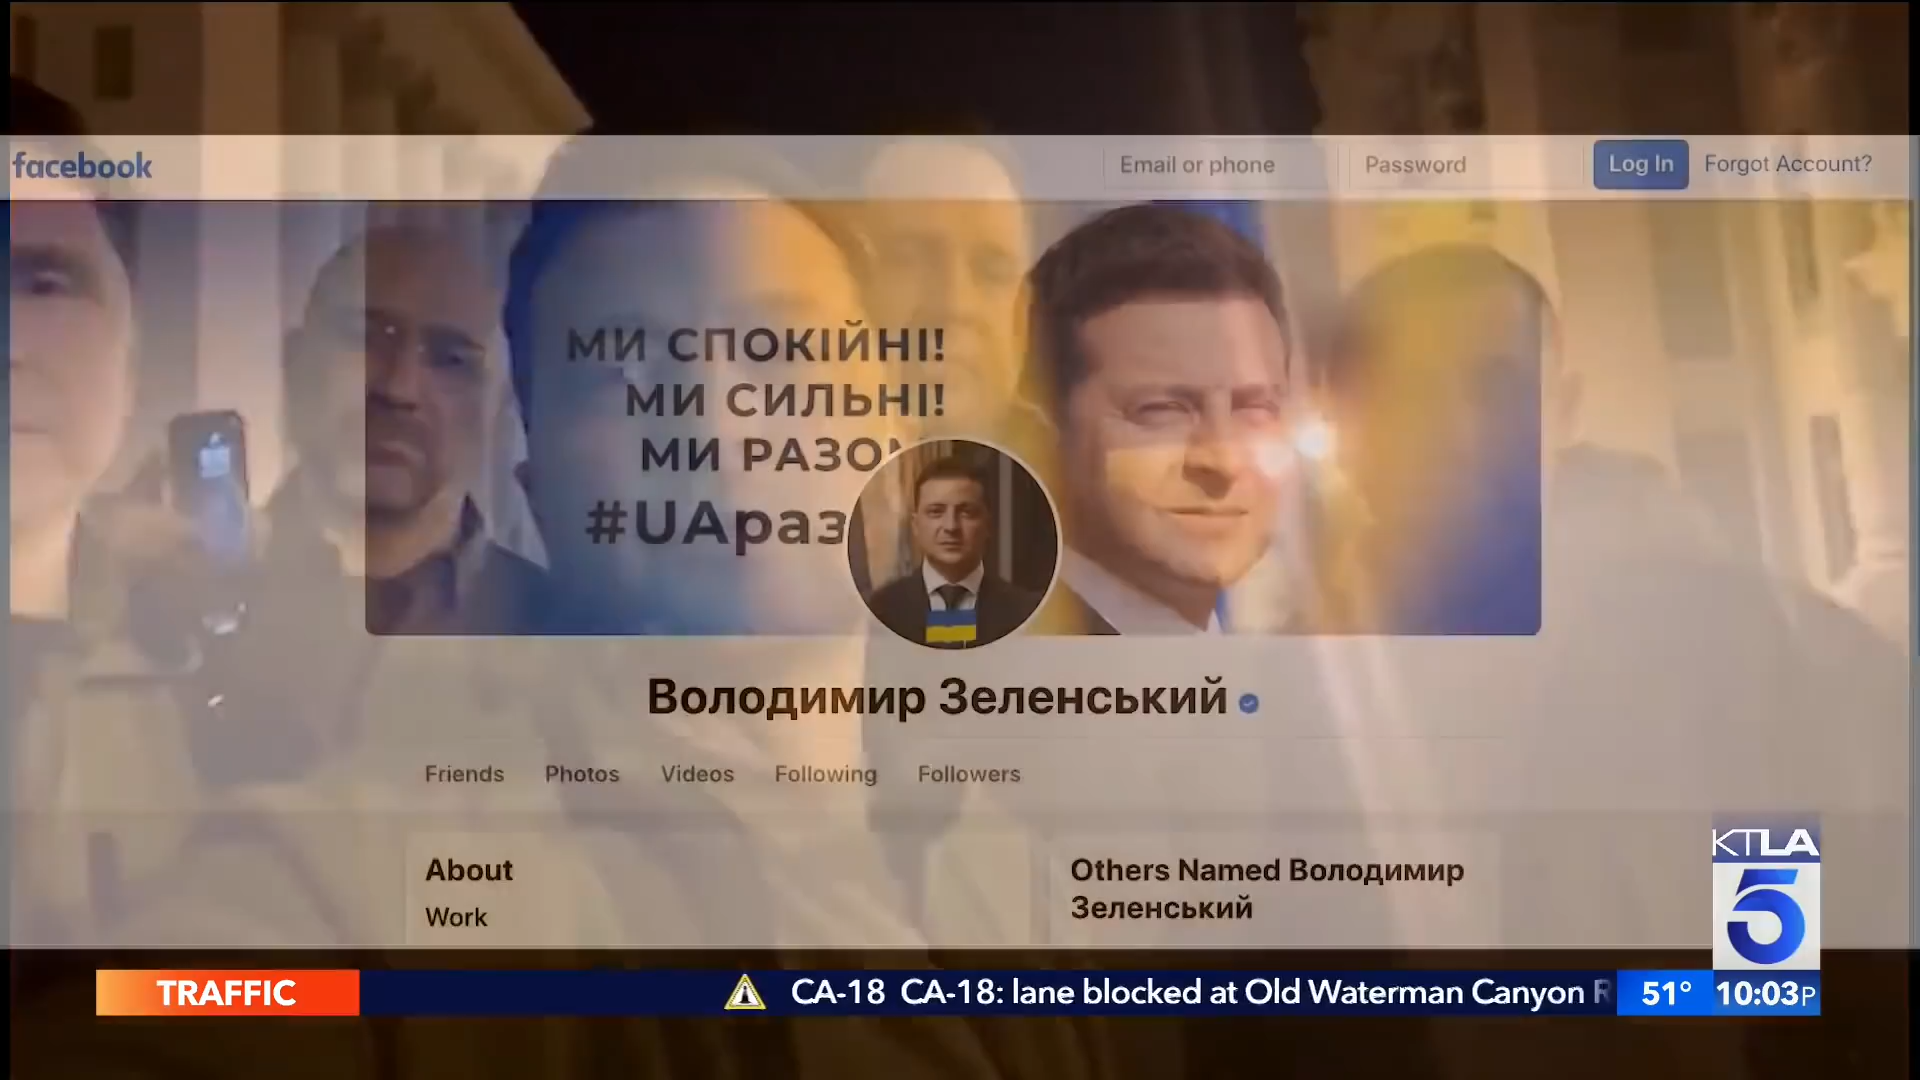 facebook
Email or phone
Password
Log In
Forgot Account?
МИ СПОКІЙНІ!
МИ СИЛЬНІ!
МИ
#UAраз
Володимир Зеленський
Friends
Photos
Videos
Following
Followers
About
Work
Others Named Володимир
Зеленський
KTLA
5
TRAFFIC
CA-18 CA-18: lane blocked at Old Waterman Canyon
51°
10:03P